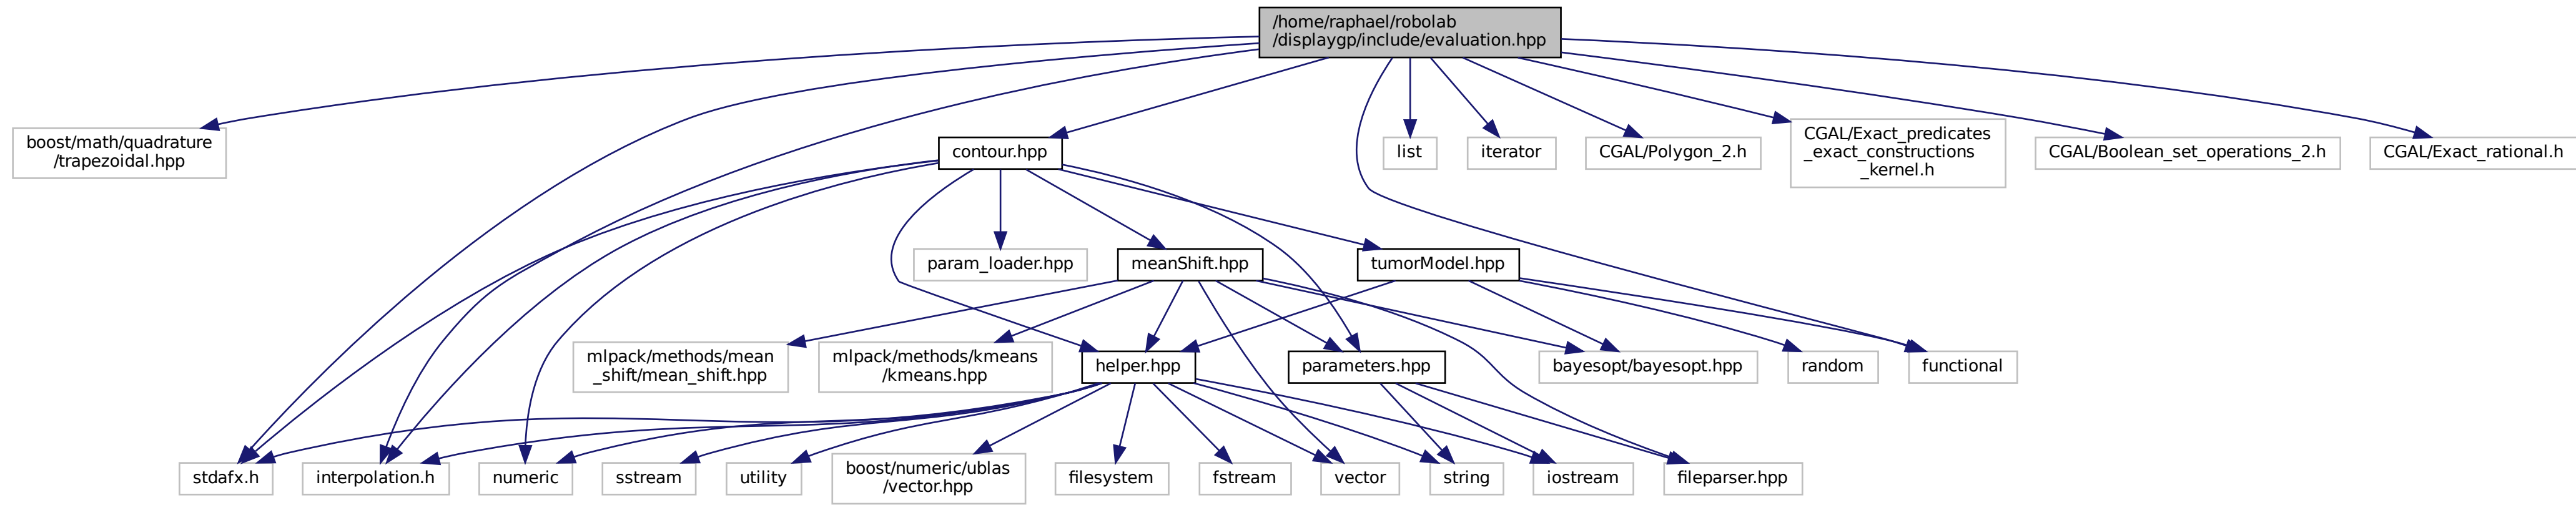 /home/raphael/robolab
/displaygp/include/evaluation.hpp
boost/math/quadrature
/trapezoidal.hpp
contour.hpp
list
iterator
CGAL/Polygon_2.h
CGAL/Exact_predicates
_exact_constructions
_kernel.h
CGAL/Boolean_set_operations_2.h
CGAL/Exact_rational.h
param_loader.hpp
meanShift.hpp
tumorModel.hpp
mlpack/methods/mean
_shift/mean_shift.hpp
mlpack/methods/kmeans
/kmeans.hpp
helper.hpp
parameters.hpp
bayesopt/bayesopt.hpp
random
functional
stdafx.h
interpolation.h
numeric
sstream
utility
boost/numeric/ublas
/vector.hpp
filesystem
fstream
vector
string
iostream
fileparser.hpp